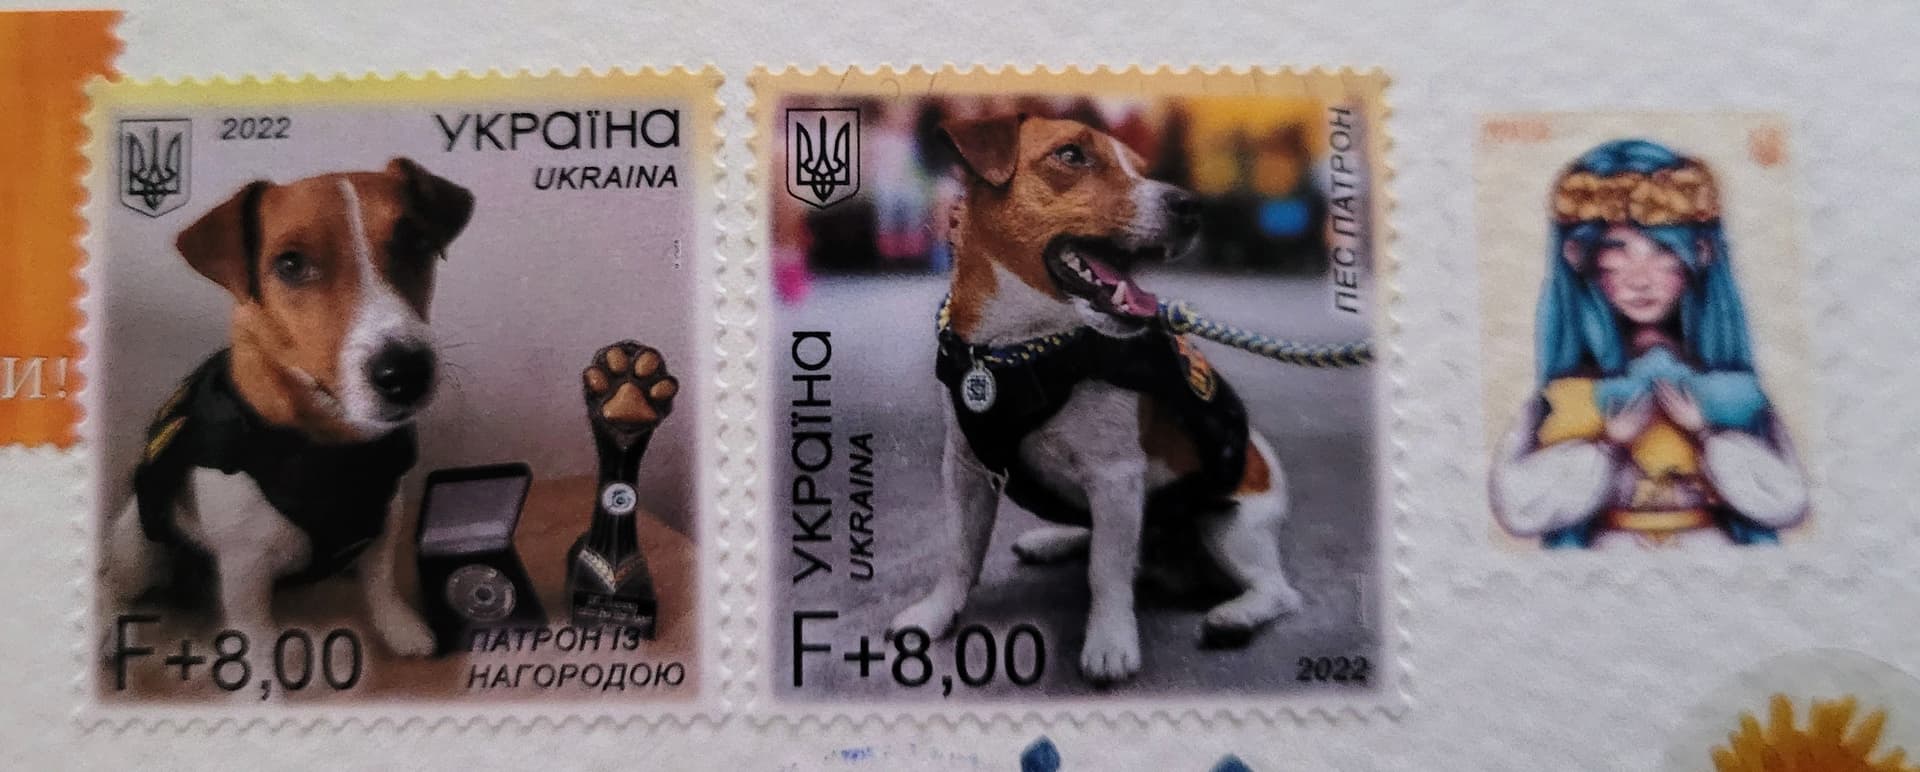 И!
2022
УКРАЇНА
UKRAINA
F+8,00
ПАТРОН ІЗ
НАГОРОДОЮ
ПЕС ПАТРОН
УКРАЇНА
UKRAINA
F+8,00
2022